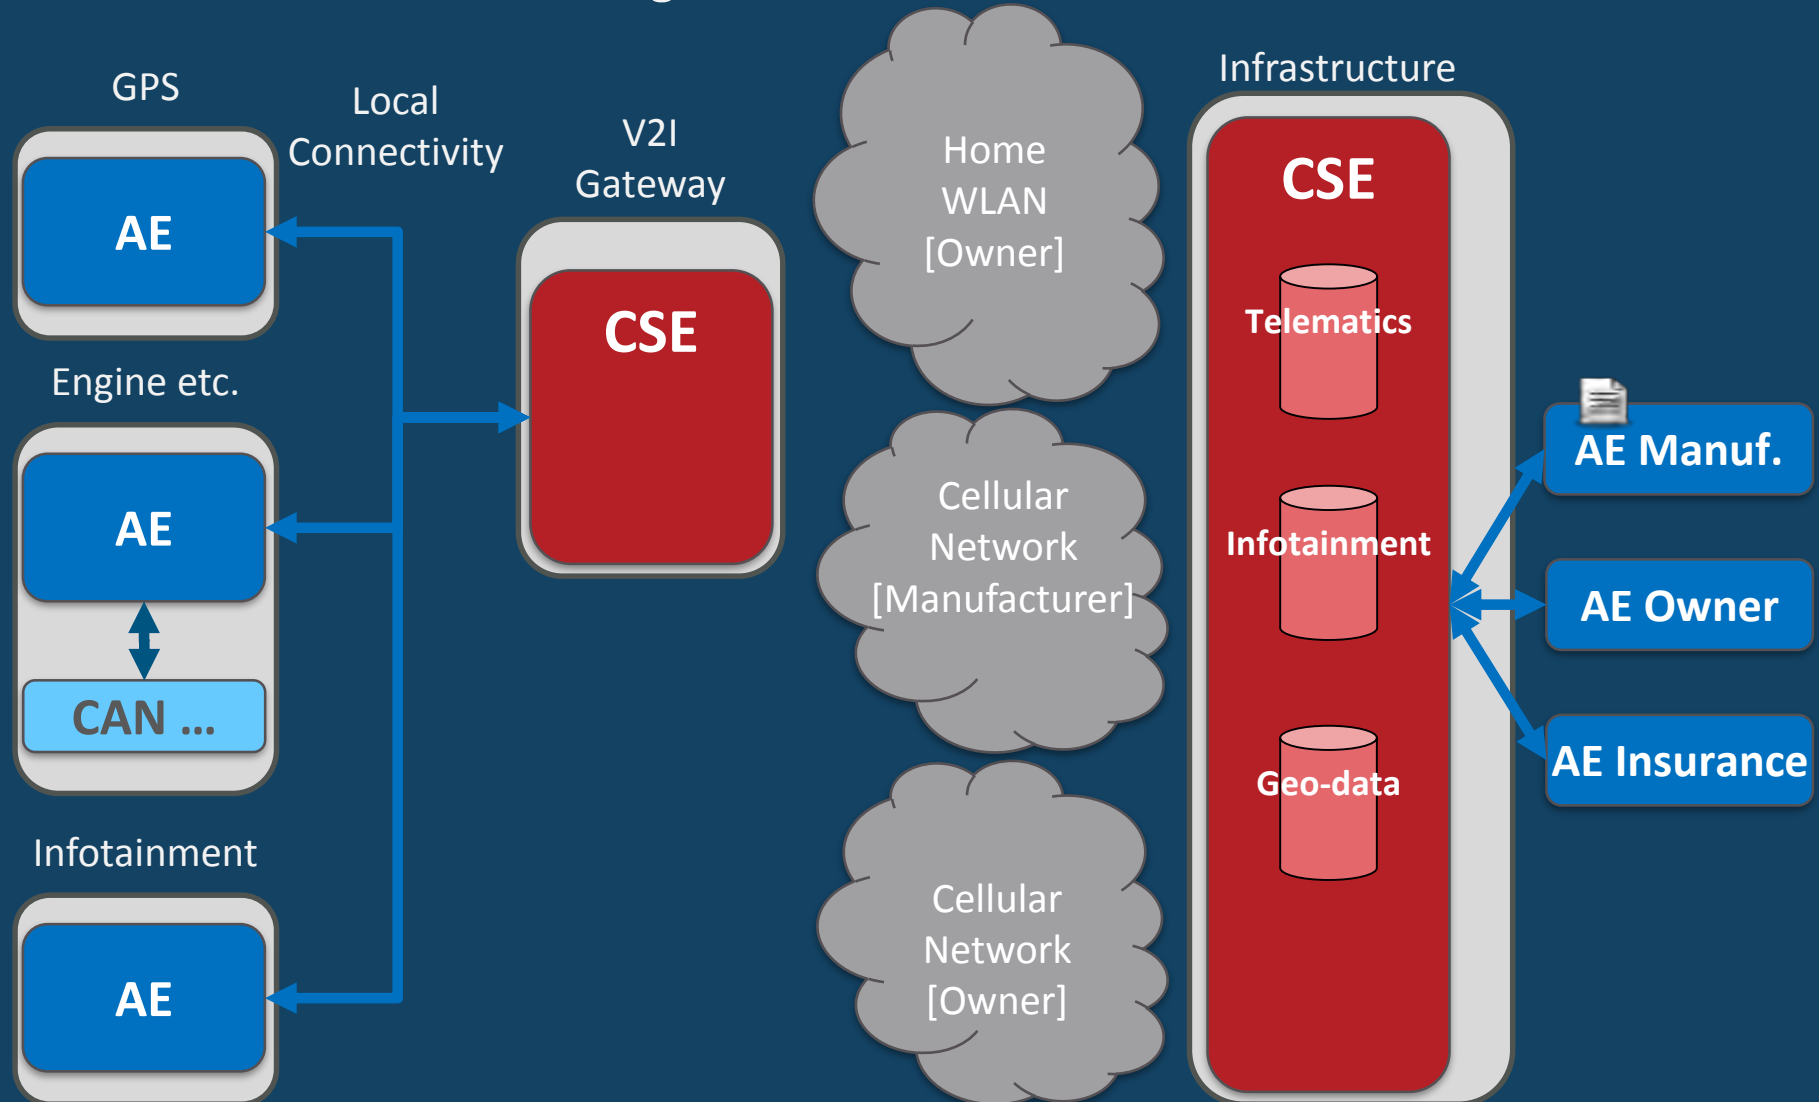 GPS
AE
Engine etc.
AE
CAN ...
Infotainment
AE
Local
Connectivity
V2I
Gateway
CSE
Home
WLAN
[Owner]
Cellular
Network
[Manufacturer]
Cellular
Network
[Owner]
Infrastructure
CSE
Telematics
Infotainment
Geo-data
AE Manuf.
AE Owner
AE Insurance